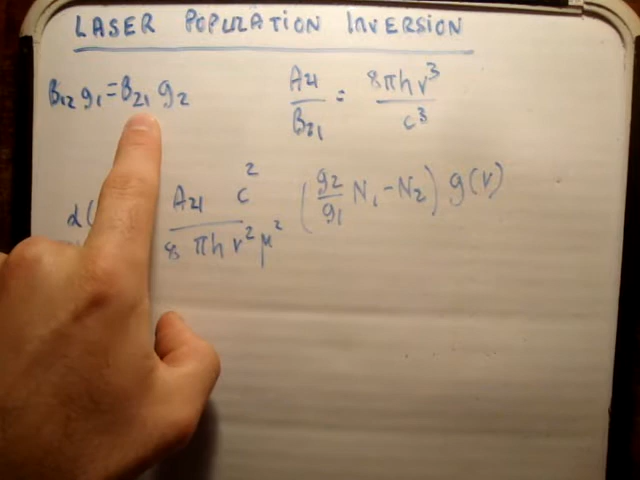 LASER POPULATION INVERSION
B₁₂ g₁ = B₂₁ g₂
A₂₁ / B₂₁ = 8πhν³ / c³
α( A₂₁ c² / 8πhν²μ² (g₂/g₁ N₁ - N₂) g(ν)